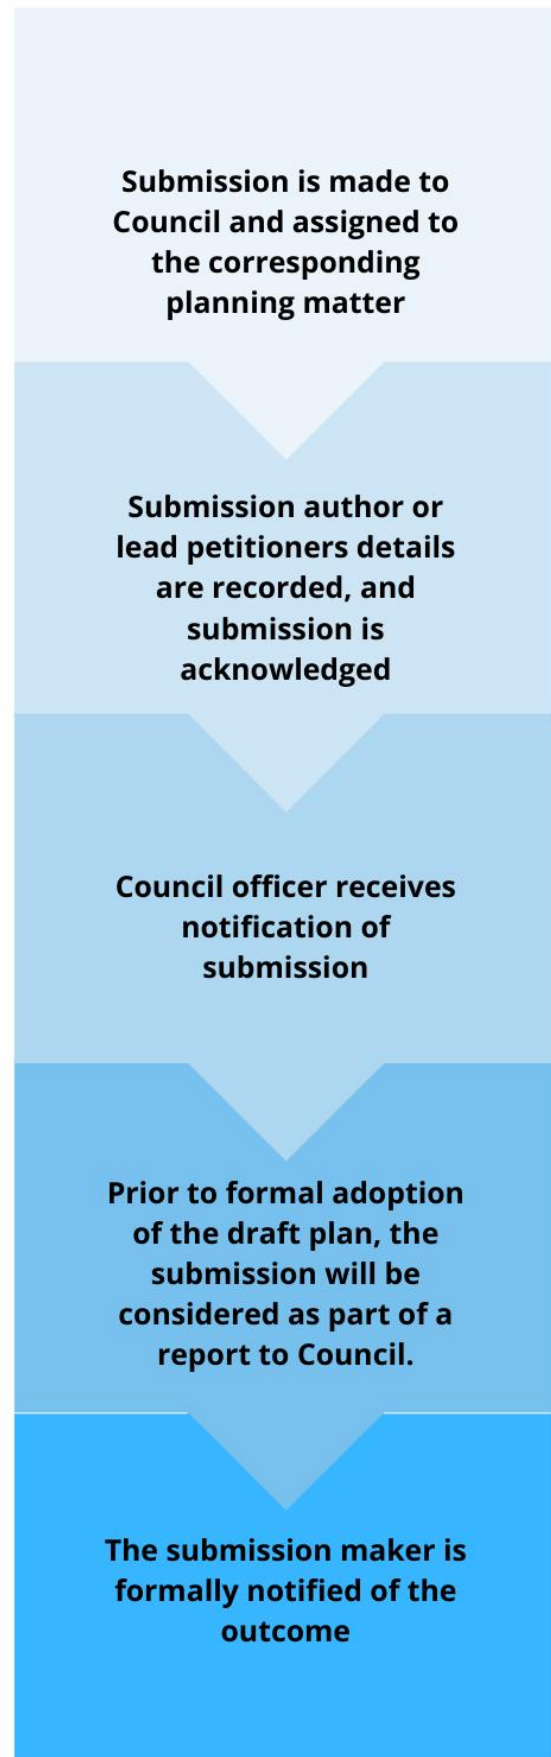 Submission is made to
Council and assigned to
the corresponding
planning matter
Submission author or
lead petitioners details
are recorded, and
submission is
acknowledged
Council officer receives
notification of
submission
Prior to formal adoption
of the draft plan, the
submission will be
considered as part of a
report to Council.
The submission maker is
formally notified of the
outcome